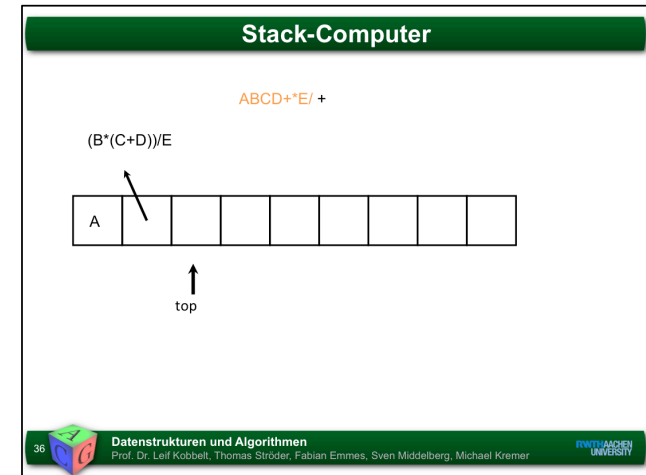 Stack-Computer
ABCD+*E/ +
(B*(C+D))/E
A
top
36
A
C G
Datenstrukturen und Algorithmen
Prof. Dr. Leif Kobbelt, Thomas Ströder, Fabian Emmes, Sven Middelberg, Michael Kremer
RWTHAACHEN
UNIVERSITY